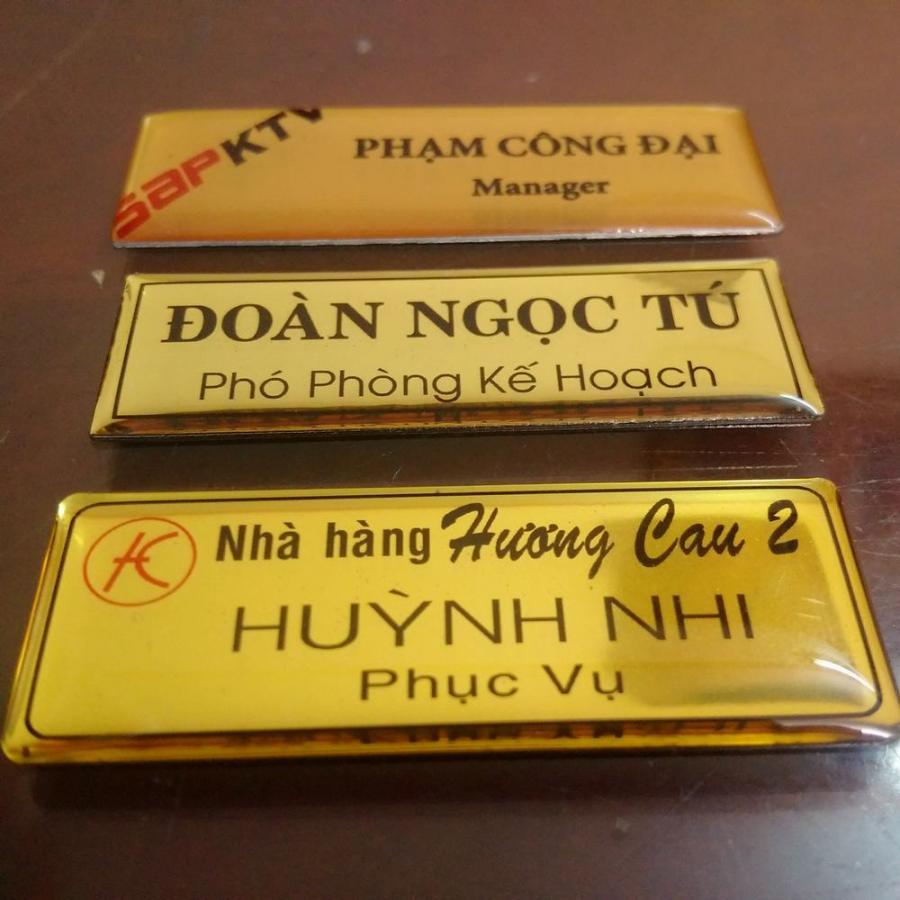 SAPKTV
PHẠM CÔNG ĐẠI
Manager
ĐOÀN NGỌC TÚ
Phó Phòng Kế Hoạch
HC Nhà hàng Hương Cau 2
HUỲNH NHI
Phục Vụ